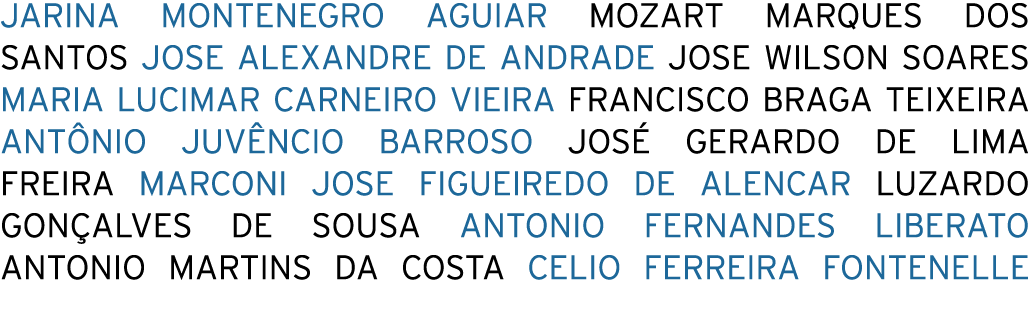 JARINA MONTENEGRO AGUIAR MOZART MARQUES DOS
SANTOS JOSE ALEXANDRE DE ANDRADE JOSE WILSON SOARES
MARIA LUCIMAR CARNEIRO VIEIRA FRANCISCO BRAGA TEIXEIRA
ANTÔNIO JUVÊNCIO BARROSO JOSÉ GERARDO DE LIMA
FREIRA MARCONI JOSE FIGUEIREDO DE ALENCAR LUZARDO
GONÇALVES DE SOUSA ANTONIO FERNANDES LIBERATO
ANTONIO MARTINS DA COSTA CELIO FERREIRA FONTENELLE